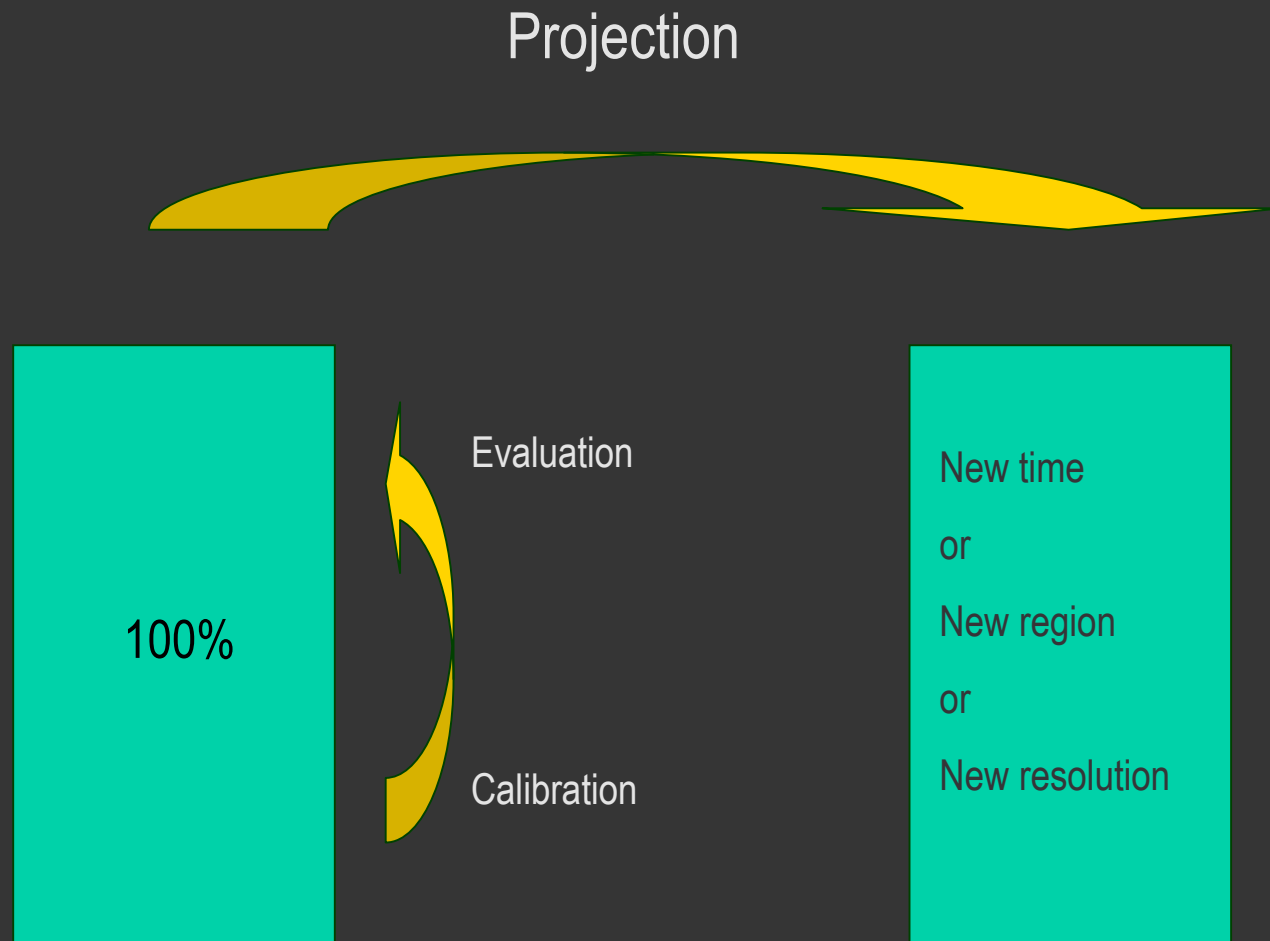 Projection
Evaluation
100%
Calibration
New time
or
New region
or
New resolution